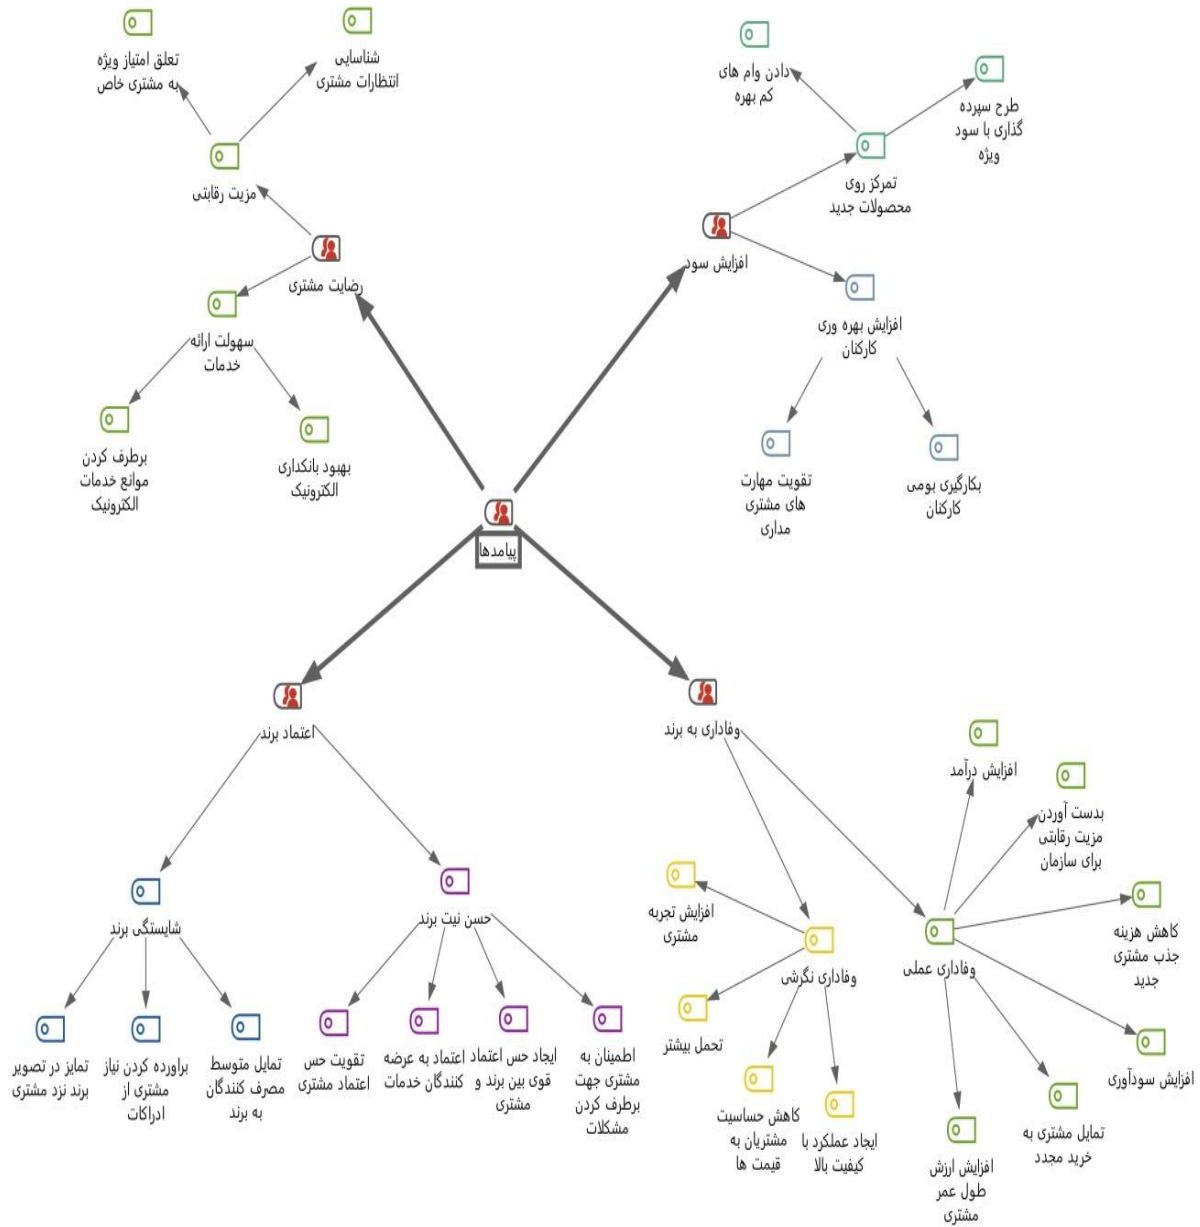 تعلق امتیاز ویژه
به مشتری خاص
شناسایی
انتظارات مشتری
مزیت رقابتی
رضایت مشتری
سهولت ارائه
خدمات
برطرف کردن
موانع خدمات
الکترونیک
بهبود بانکداری
الکترونیک
دادن وام های
کم بهره
طرح سپرده
گذاری با سود
ویژه
تمرکز روی
محصولات جدید
افزایش سود
افزایش بهره وری
کارکنان
تقویت مهارت
های مشتری
مداری
بکارگیری بومی
کارکنان
پیامدها
اعتماد برند
شایستگی برند
حسن نیت برند
تمایز در تصویر
برند نزد مشتری
براورده کردن نیاز
مشتری از
ادراکات
تمایل متوسط
مصرف کنندگان
به برند
تقویت حس
اعتماد مشتری
اعتماد به عرضه
کنندگان خدمات
ایجاد حس اعتماد
قوی بین برند و
مشتری
اطمینان به
مشتری جهت
برطرف کردن
مشکلات
وفاداری به برند
وفاداری نگرشی
افزایش تجربه
مشتری
تحمل بیشتر
کاهش حساسیت
مشتریان به
قیمت ها
ایجاد عملکرد با
کیفیت بالا
وفاداری عملی
افزایش درآمد
بدست آوردن
مزیت رقابتی
برای سازمان
کاهش هزینه
جذب مشتری
جدید
افزایش سودآوری
تمایل مشتری به
خرید مجدد
افزایش ارزش
طول عمر
مشتری